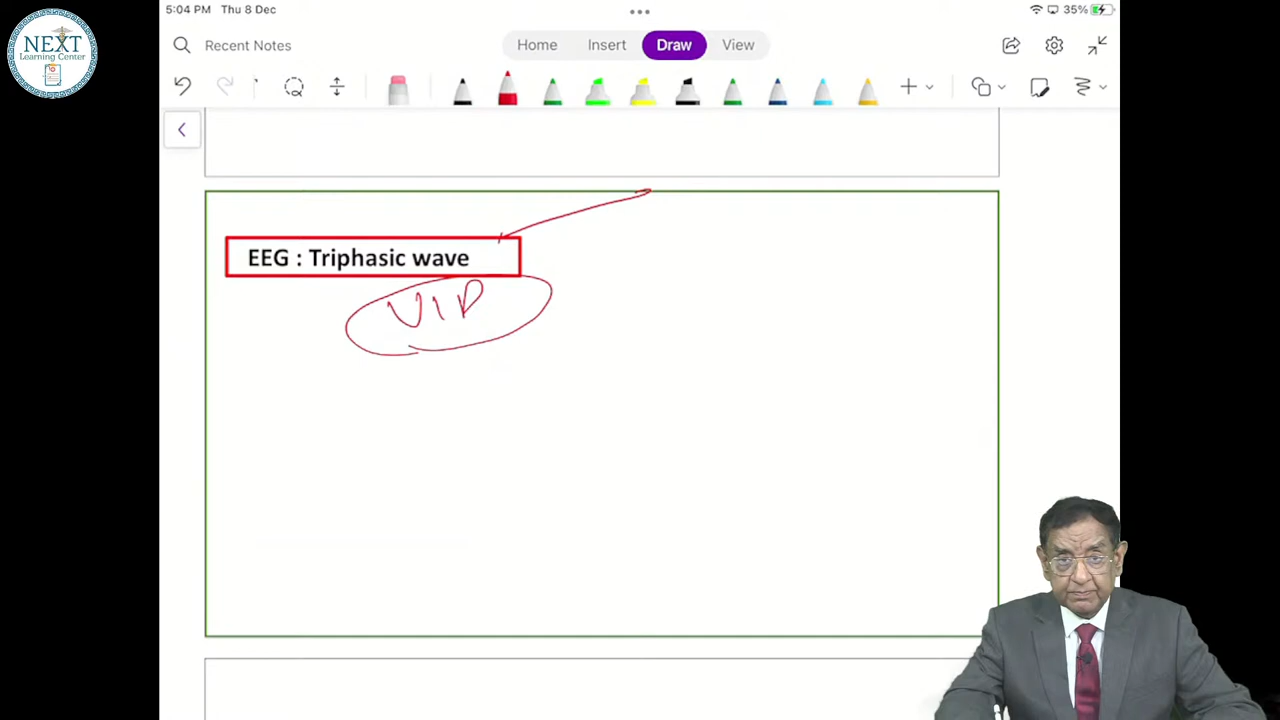 5:04 PM Thu 8 Dec
35%
NEXT
Learning Center
Recent Notes
Home Insert Draw View
EEG : Triphasic wave
VIP